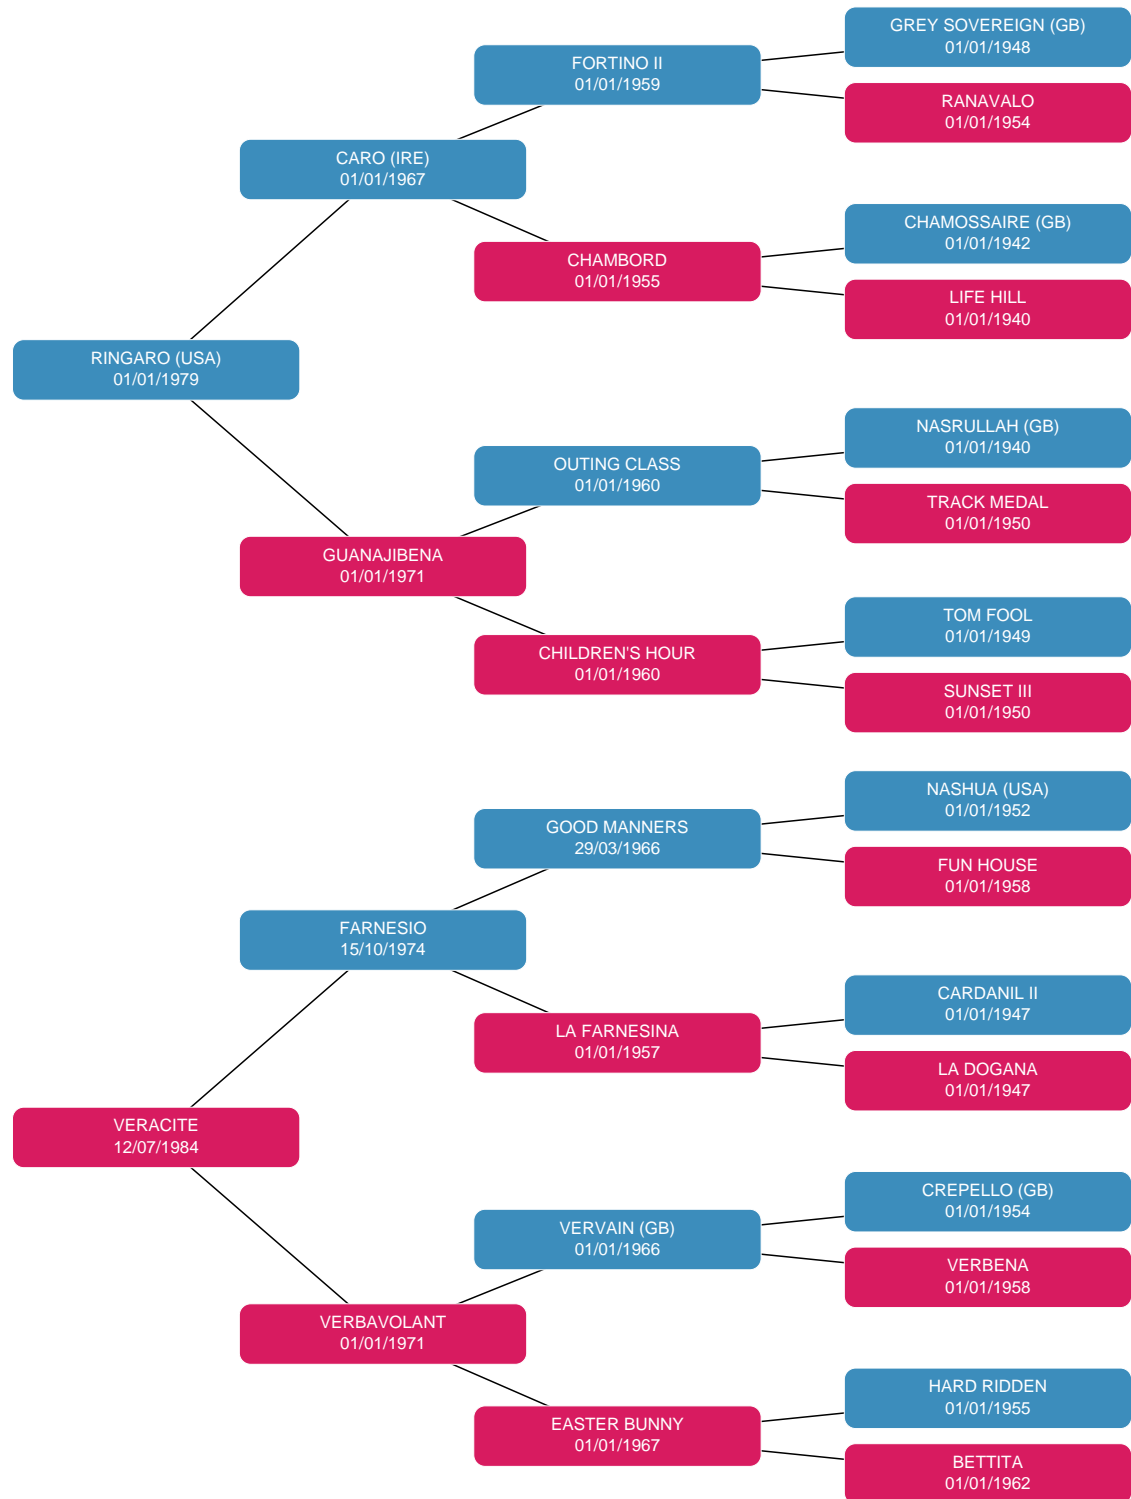 GREY SOVEREIGN (GB)
01/01/1948
FORTINO II
01/01/1959
RANAVALO
01/01/1954
CARO (IRE)
01/01/1967
CHAMOSSAIRE (GB)
01/01/1942
CHAMBORD
01/01/1955
LIFE HILL
01/01/1940
RINGARO (USA)
01/01/1979
NASRULLAH (GB)
01/01/1940
OUTING CLASS
01/01/1960
TRACK MEDAL
01/01/1950
GUANAJIBENA
01/01/1971
TOM FOOL
01/01/1949
CHILDREN'S HOUR
01/01/1960
SUNSET III
01/01/1950
NASHUA (USA)
01/01/1952
GOOD MANNERS
29/03/1966
FUN HOUSE
01/01/1958
FARNESIO
15/10/1974
CARDANIL II
01/01/1947
LA FARNESINA
01/01/1957
LA DOGANA
01/01/1947
VERACITE
12/07/1984
CREPELLO (GB)
01/01/1954
VERVAIN (GB)
01/01/1966
VERBENA
01/01/1958
VERBAVOLANT
01/01/1971
HARD RIDDEN
01/01/1955
EASTER BUNNY
01/01/1967
BETTITA
01/01/1962